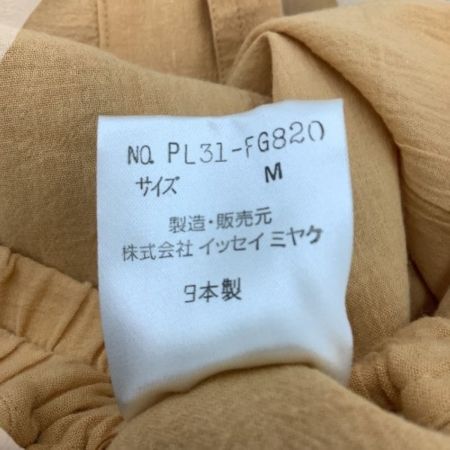 NO. PL31-FG820
サイズ M
製造・販売元
株式会社 イッセイ ミヤケ
日本製